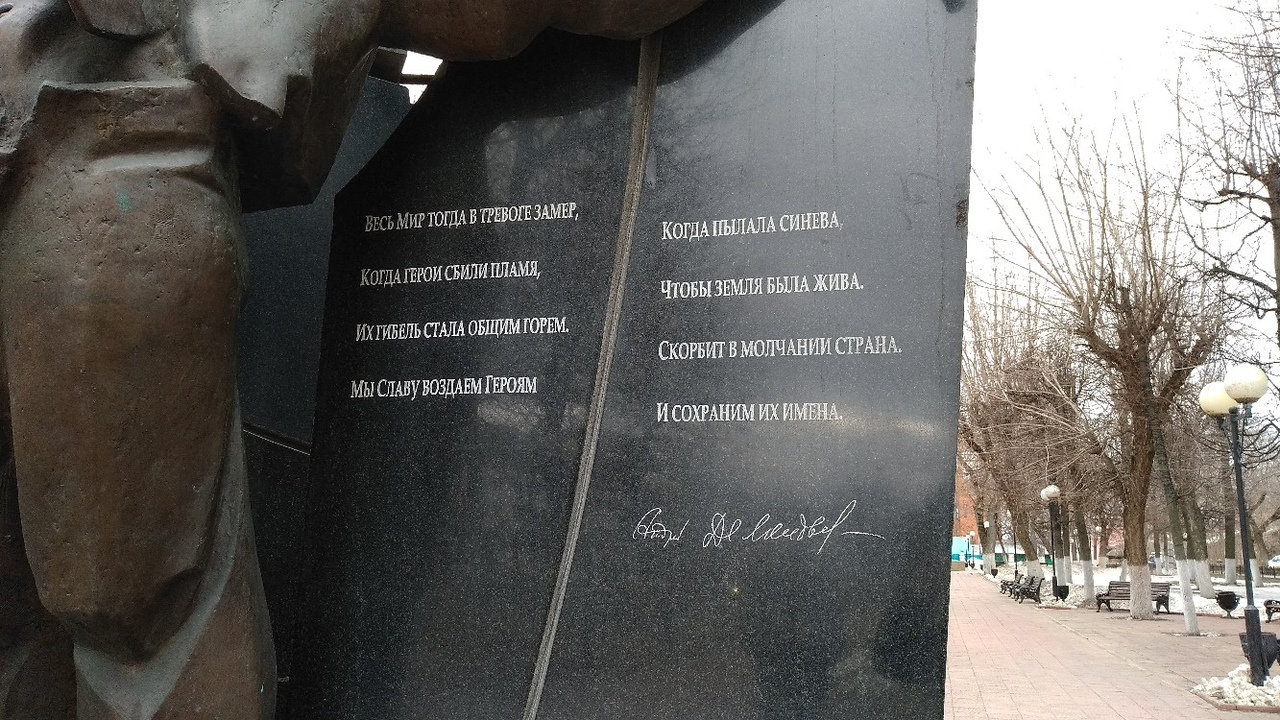 Весь Мир тогда в тревоге замер,
Когда герои сбили пламя,
Их гибель стала общим горем.
Мы Славу воздаем Героям
Когда пылала синева,
Чтобы земля была жива.
Скорбит в молчании страна.
И сохраним их имена.